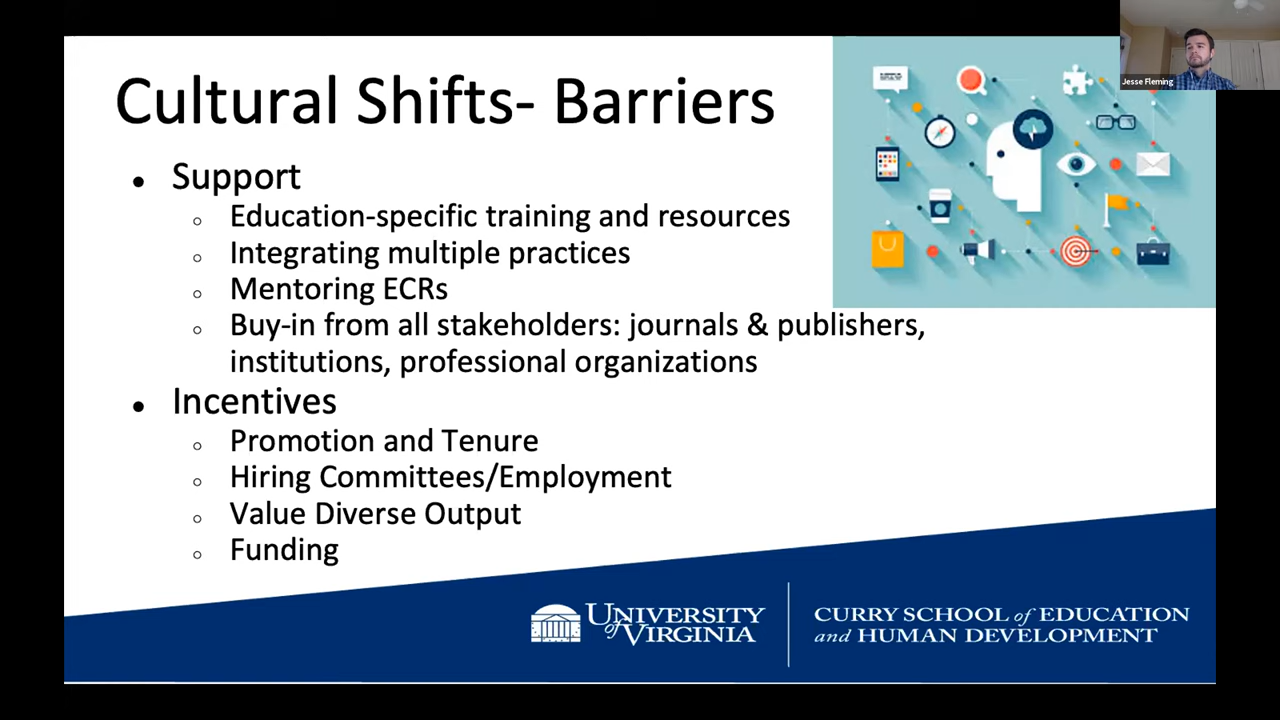 Cultural Shifts- Barriers
Jesse Fleming
● Support
○ Education-specific training and resources
○ Integrating multiple practices
○ Mentoring ECRs
○ Buy-in from all stakeholders: journals & publishers,
institutions, professional organizations
● Incentives
○ Promotion and Tenure
○ Hiring Committees/Employment
○ Value Diverse Output
○ Funding
UNIVERSITY
of VIRGINIA
CURRY SCHOOL of EDUCATION
and HUMAN DEVELOPMENT